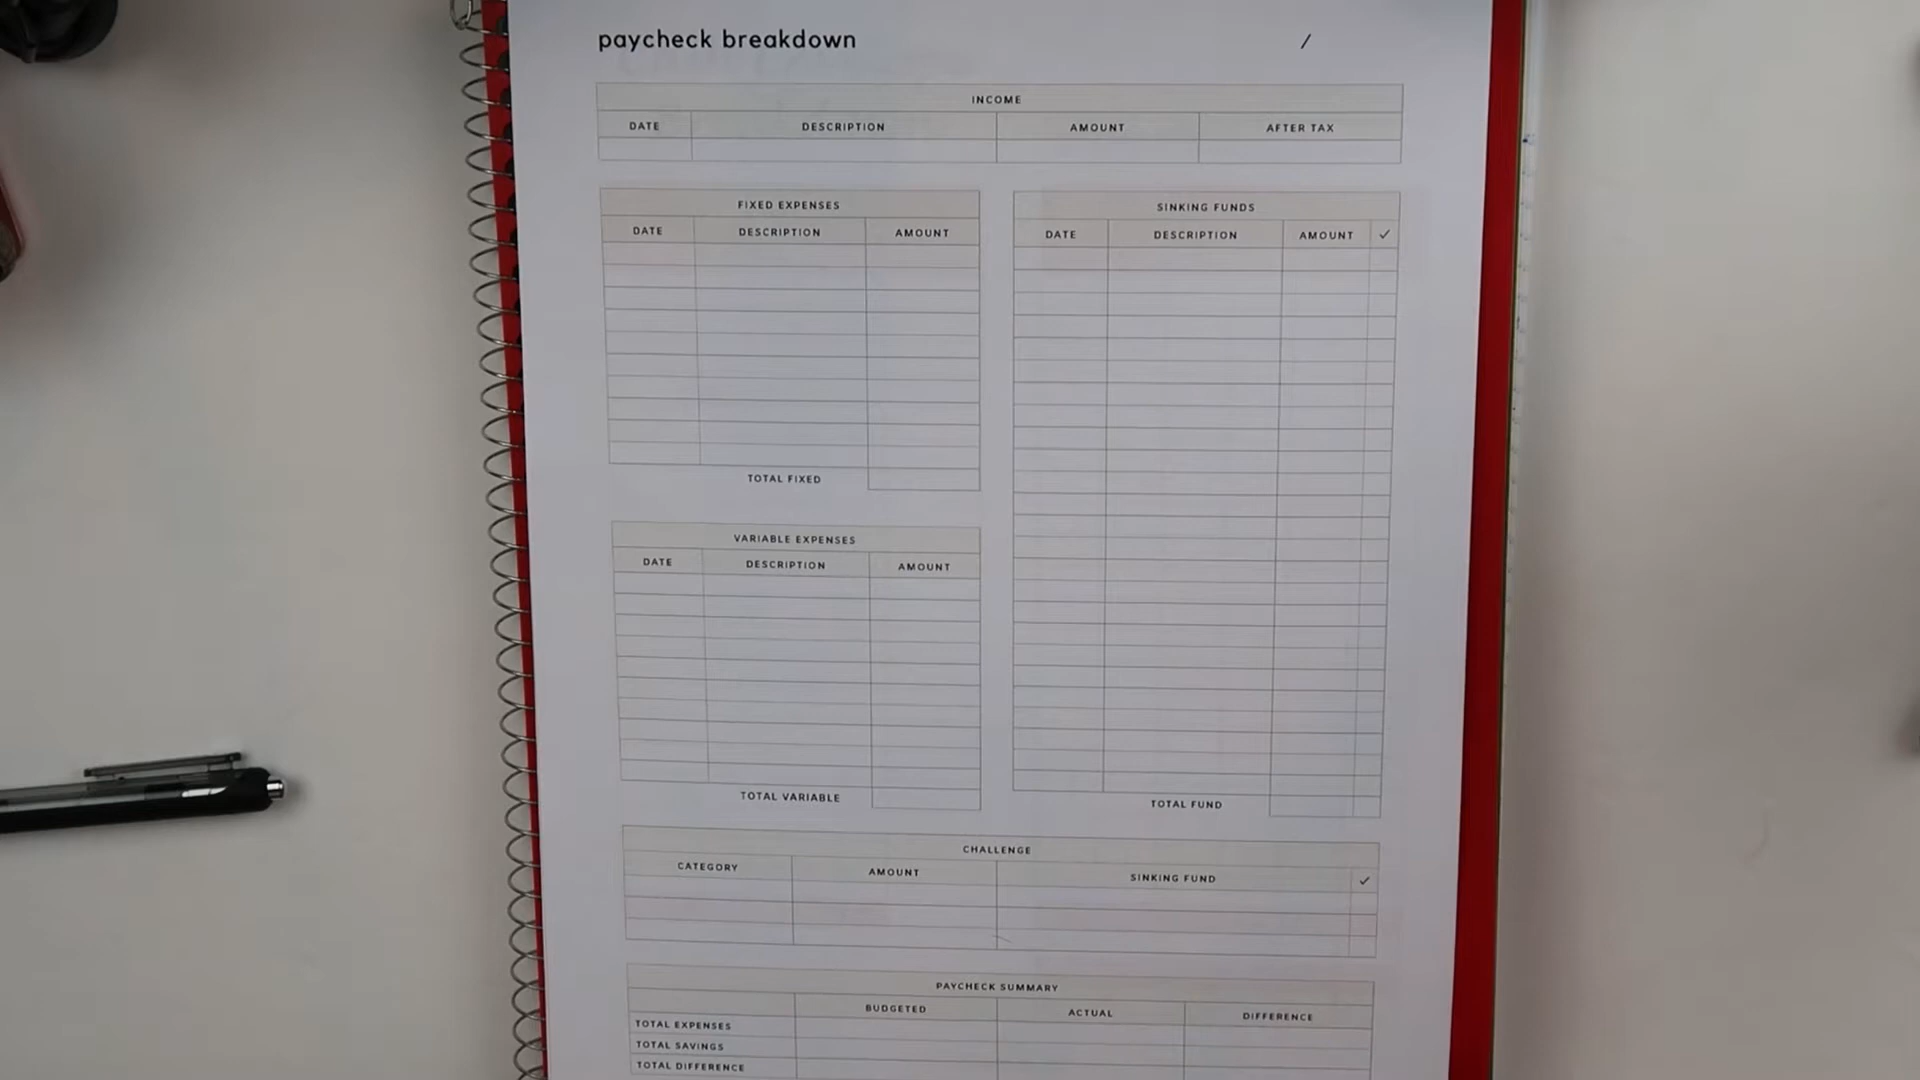 paycheck breakdown /
INCOME
DATE DESCRIPTION AMOUNT AFTER TAX
FIXED EXPENSES
DATE DESCRIPTION AMOUNT
TOTAL FIXED
VARIABLE EXPENSES
DATE DESCRIPTION AMOUNT
TOTAL VARIABLE
SINKING FUNDS
DATE DESCRIPTION AMOUNT ✓
TOTAL FUND
CHALLENGE
CATEGORY AMOUNT SINKING FUND ✓
PAYCHECK SUMMARY
BUDGETED ACTUAL DIFFERENCE
TOTAL EXPENSES
TOTAL SAVINGS
TOTAL DIFFERENCE